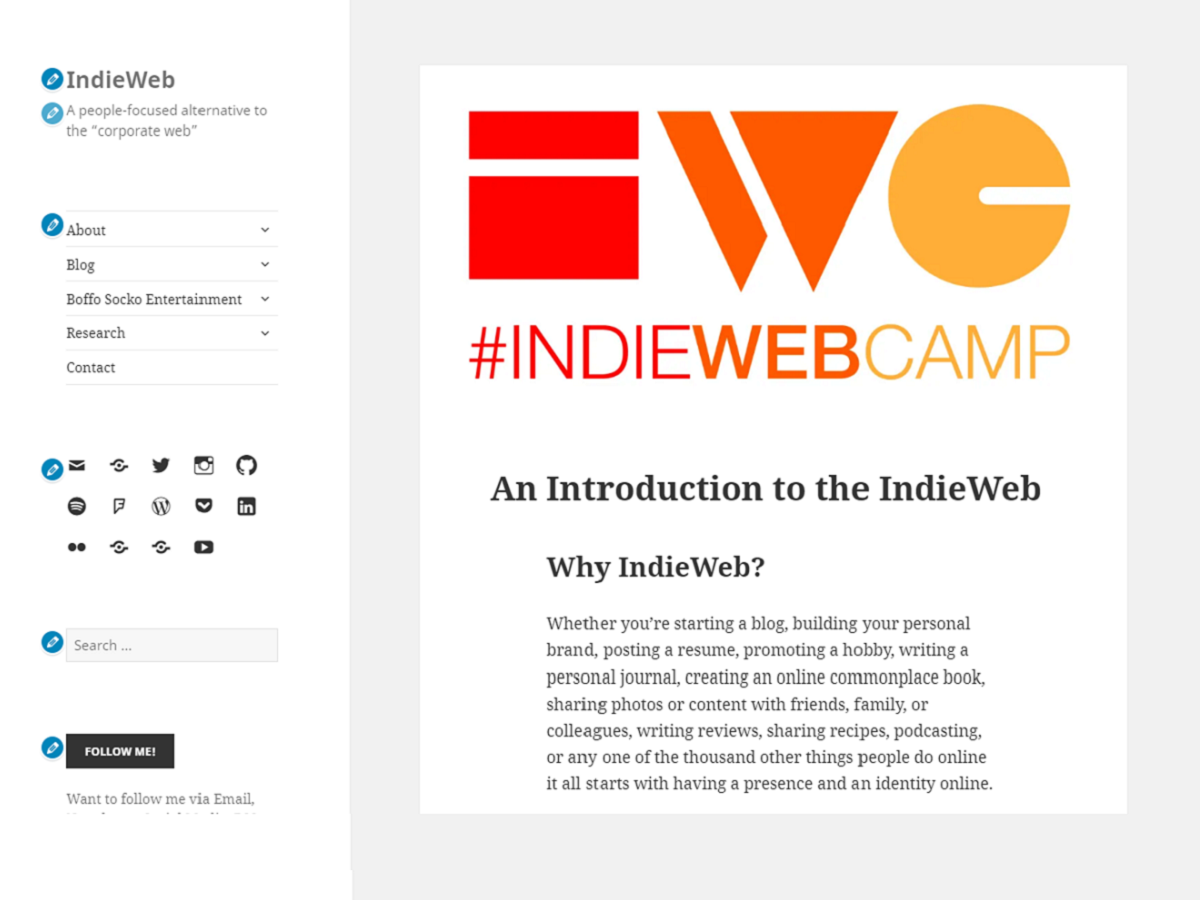 IndieWeb
A people-focused alternative to
the “corporate web”
About
Blog
Boffo Socko Entertainment
Research
Contact
Search ...
FOLLOW ME!
Want to follow me via Email,
#INDIEWEBCAMP
An Introduction to the IndieWeb
Why IndieWeb?
Whether you’re starting a blog, building your personal
brand, posting a resume, promoting a hobby, writing a
personal journal, creating an online commonplace book,
sharing photos or content with friends, family, or
colleagues, writing reviews, sharing recipes, podcasting,
or any one of the thousand other things people do online
it all starts with having a presence and an identity online.